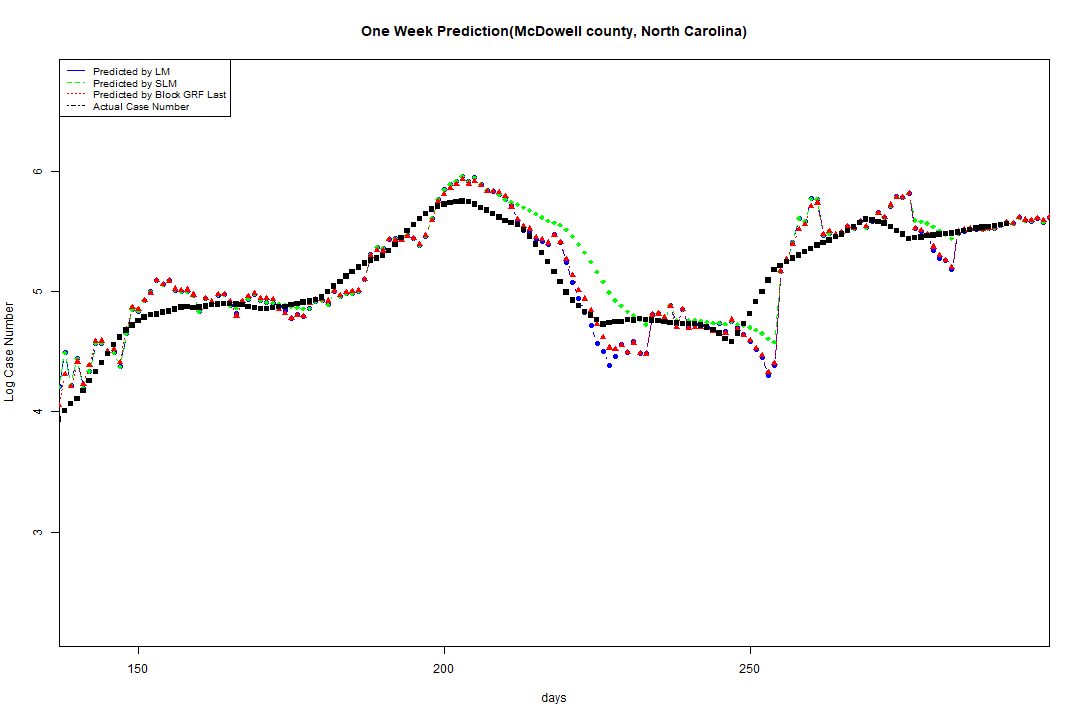 One Week Prediction(McDowell county, North Carolina)
Predicted by LM
Predicted by SLM
Predicted by Block GRF Last
Actual Case Number
6
5
4
3
Log Case Number
150
200
250
days